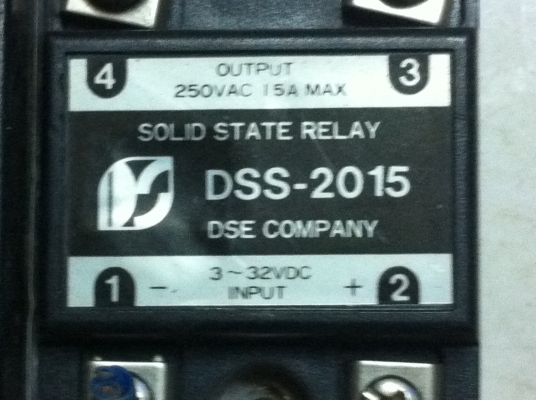 4 OUTPUT 3
250VAC 15A MAX
SOLID STATE RELAY
DSS-2015
DSE COMPANY
1 - 3~32VDC + 2
INPUT